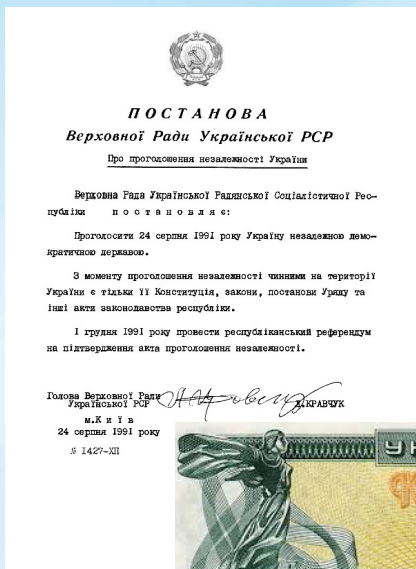 ПОСТАНОВА
Верховної Ради Української РСР
Про проголошення незалежності України
Верховна Рада Української Радянської Соціалістичної Рес-
публіки постановляє:
Проголосити 24 серпня 1991 року Україну незалежною демо-
кратичною державою.
З моменту проголошення незалежності чинними на території
України є тільки її Конституція, закони, постанови Уряду та
інші акти законодавства республіки.
І грудня 1991 року провести республіканський референдум
на підтвердження акта проголошення незалежності.
Голова Верховної Ради
Української РСР Л.КРАВЧУК
м.Київ
24 серпня 1991 року
№ 1427-XII